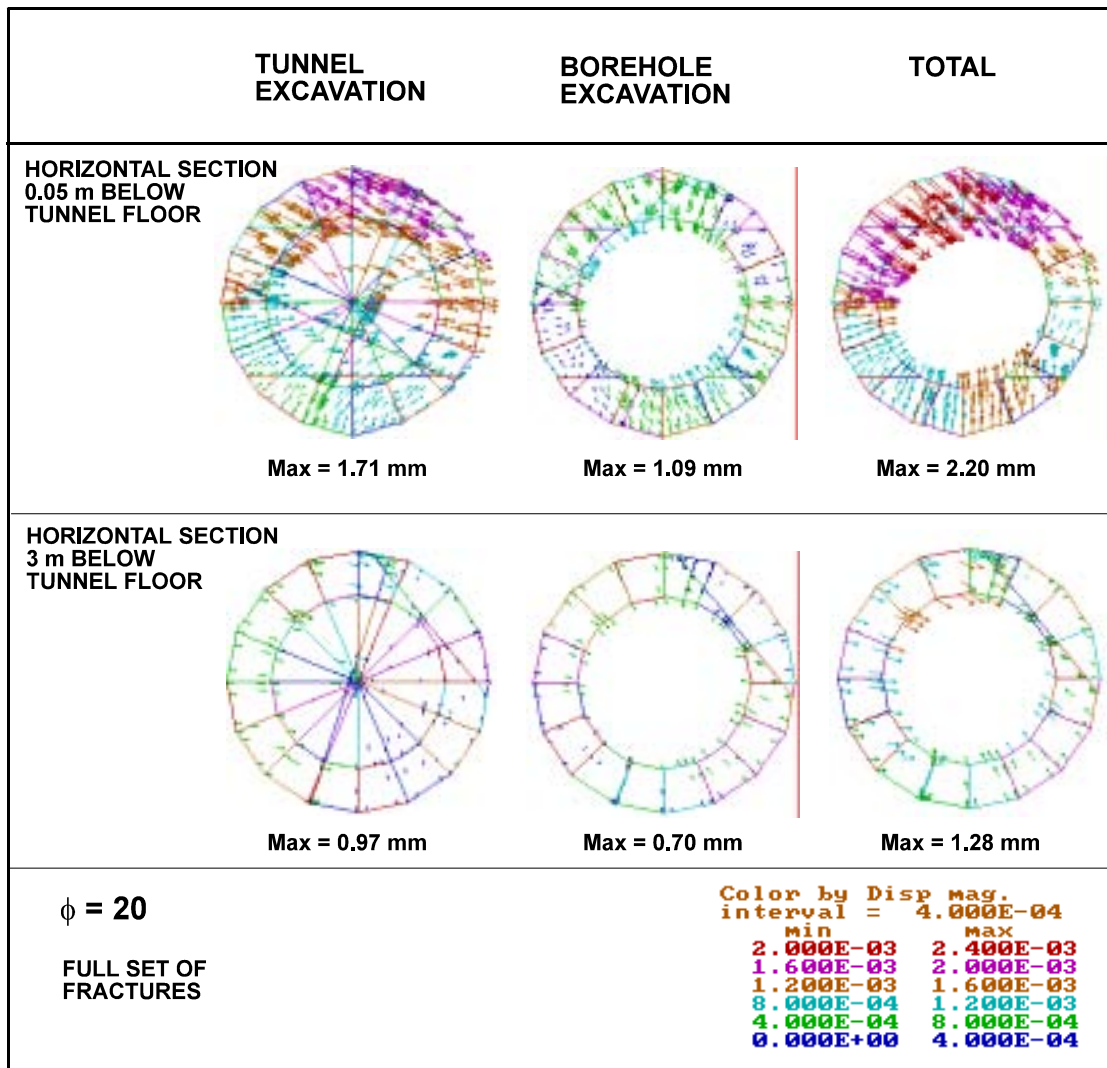 TUNNEL
EXCAVATION
BOREHOLE
EXCAVATION
TOTAL
HORIZONTAL SECTION
0.05 m BELOW
TUNNEL FLOOR
Max = 1.71 mm
Max = 1.09 mm
Max = 2.20 mm
HORIZONTAL SECTION
3 m BELOW
TUNNEL FLOOR
Max = 0.97 mm
Max = 0.70 mm
Max = 1.28 mm
ϕ = 20
FULL SET OF
FRACTURES
Color by Disp mag.
interval = 4.000E-04
min max
2.000E-03 2.400E-03
1.600E-03 2.000E-03
1.200E-03 1.600E-03
8.000E-04 1.200E-03
4.000E-04 8.000E-04
0.000E+00 4.000E-04